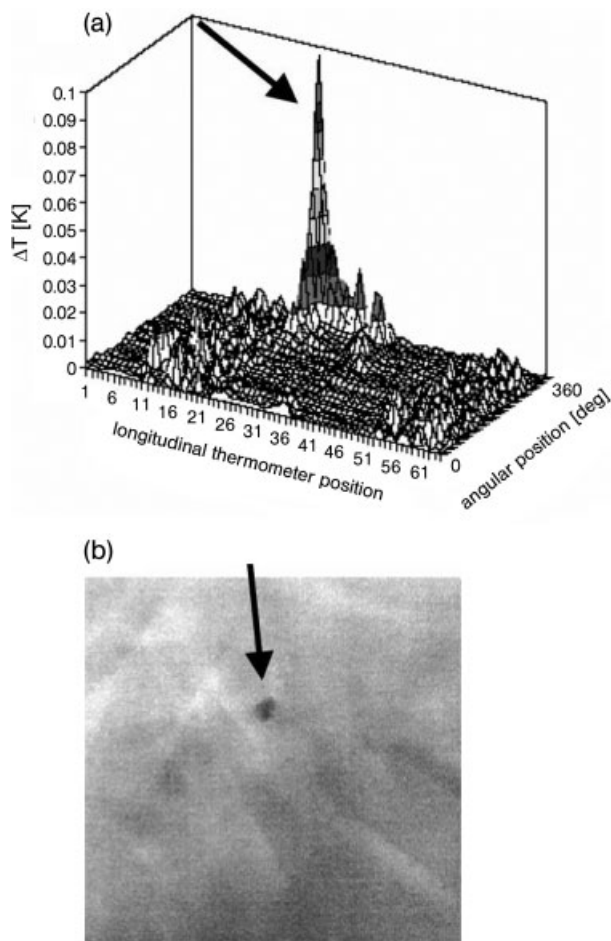 (a)
0.1
0.09
0.08
0.07
0.06
0.05
0.04
0.03
0.02
0.01
0
ΔT [K]
1 6 11 16 21 26 31 36 41 46 51 56 61
longitudinal thermometer position
0
360
angular position [deg]
(b)